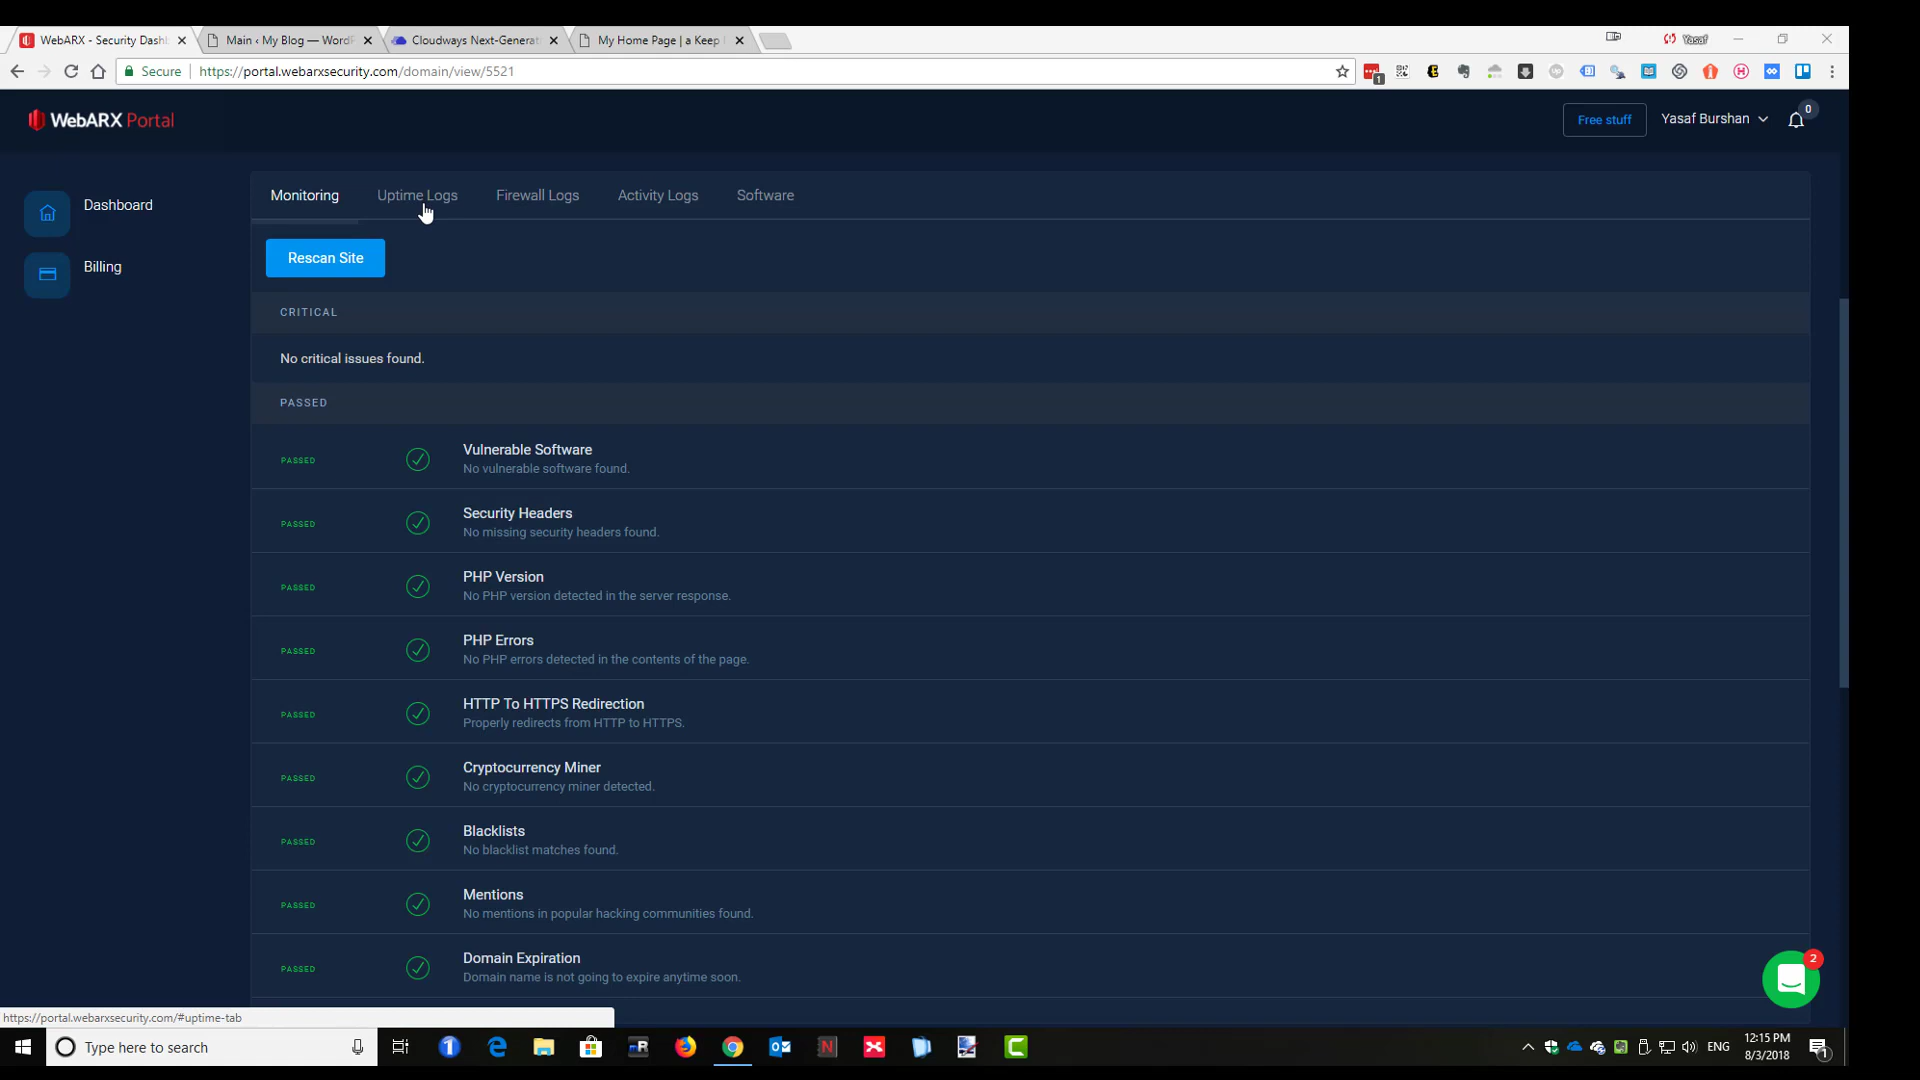 WebARX - Security Dashb
Main ‹ My Blog — WordP
Cloudways Next-Generat
My Home Page | a Keep
Yasaf
Secure
https://portal.webarxsecurity.com/domain/view/5521
1
WebARX Portal
Free stuff
Yasaf Burshan
0
Dashboard
Billing
Monitoring
Uptime Logs
Firewall Logs
Activity Logs
Software
Rescan Site
CRITICAL
No critical issues found.
PASSED
PASSED
Vulnerable Software
No vulnerable software found.
PASSED
Security Headers
No missing security headers found.
PASSED
PHP Version
No PHP version detected in the server response.
PASSED
PHP Errors
No PHP errors detected in the contents of the page.
PASSED
HTTP To HTTPS Redirection
Properly redirects from HTTP to HTTPS.
PASSED
Cryptocurrency Miner
No cryptocurrency miner detected.
PASSED
Blacklists
No blacklist matches found.
PASSED
Mentions
No mentions in popular hacking communities found.
PASSED
Domain Expiration
Domain name is not going to expire anytime soon.
2
https://portal.webarxsecurity.com/#uptime-tab
Type here to search
ENG
12:15 PM
8/3/2018
1